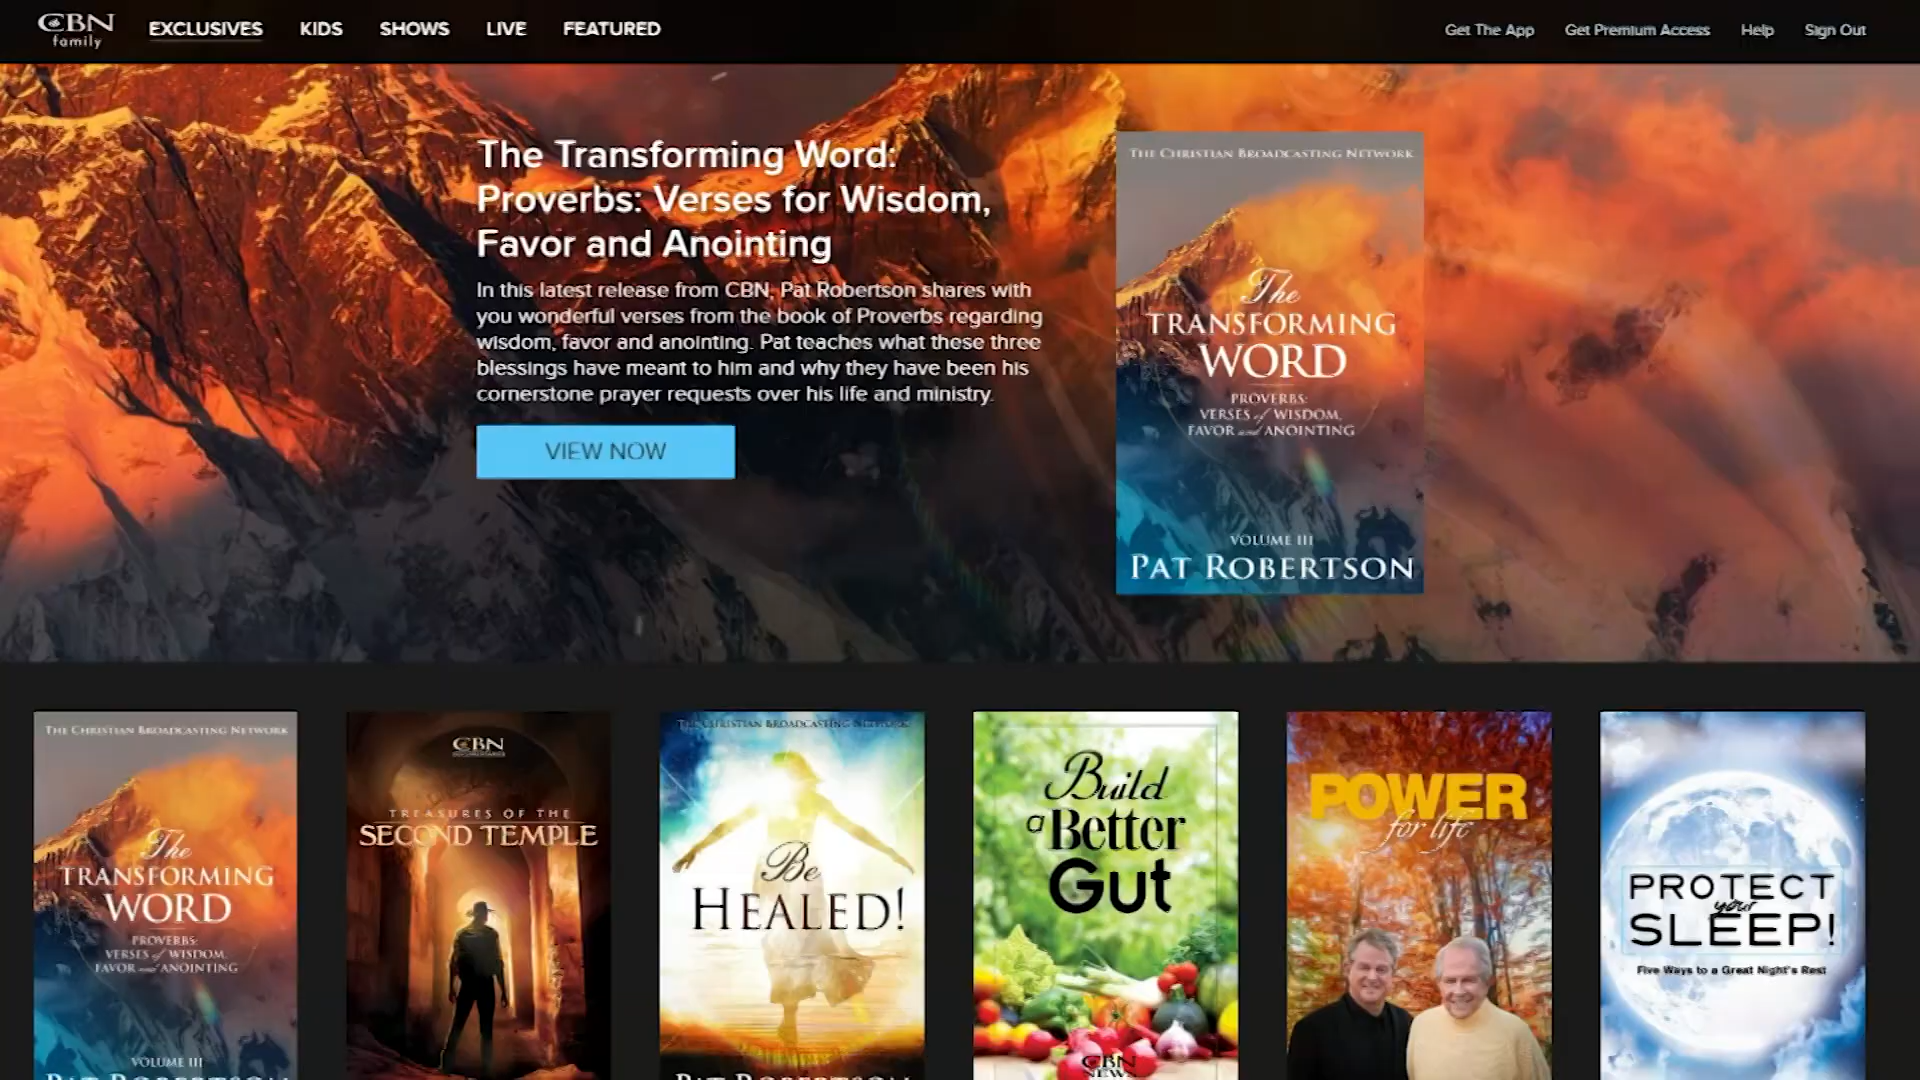 CBN
family
EXCLUSIVES
KIDS
SHOWS
LIVE
FEATURED
Get The App
Get Premium Access
Help
Sign Out
The Transforming Word:
Proverbs: Verses for Wisdom,
Favor and Anointing
In this latest release from CBN, Pat Robertson shares with
you wonderful verses from the book of Proverbs regarding
wisdom, favor and anointing. Pat teaches what these three
blessings have meant to him and why they have been his
cornerstone prayer requests over his life and ministry.
VIEW NOW
THE CHRISTIAN BROADCASTING NETWORK
The
TRANSFORMING
WORD
PROVERBS:
VERSES of WISDOM,
FAVOR and ANOINTING
VOLUME III
PAT ROBERTSON
THE CHRISTIAN BROADCASTING NETWORK
The
TRANSFORMING
WORD
PROVERBS:
VERSES of WISDOM,
FAVOR and ANOINTING
VOLUME III
PAT ROBERTSON
CBN
TREASURES OF THE
SECOND TEMPLE
THE CHRISTIAN BROADCASTING NETWORK
Be
HEALED!
PAT ROBERTSON
Build
a Better
Gut
CBN
NEWS
POWER
for life
PROTECT
your
SLEEP!
Five Ways to a Great Night's Rest